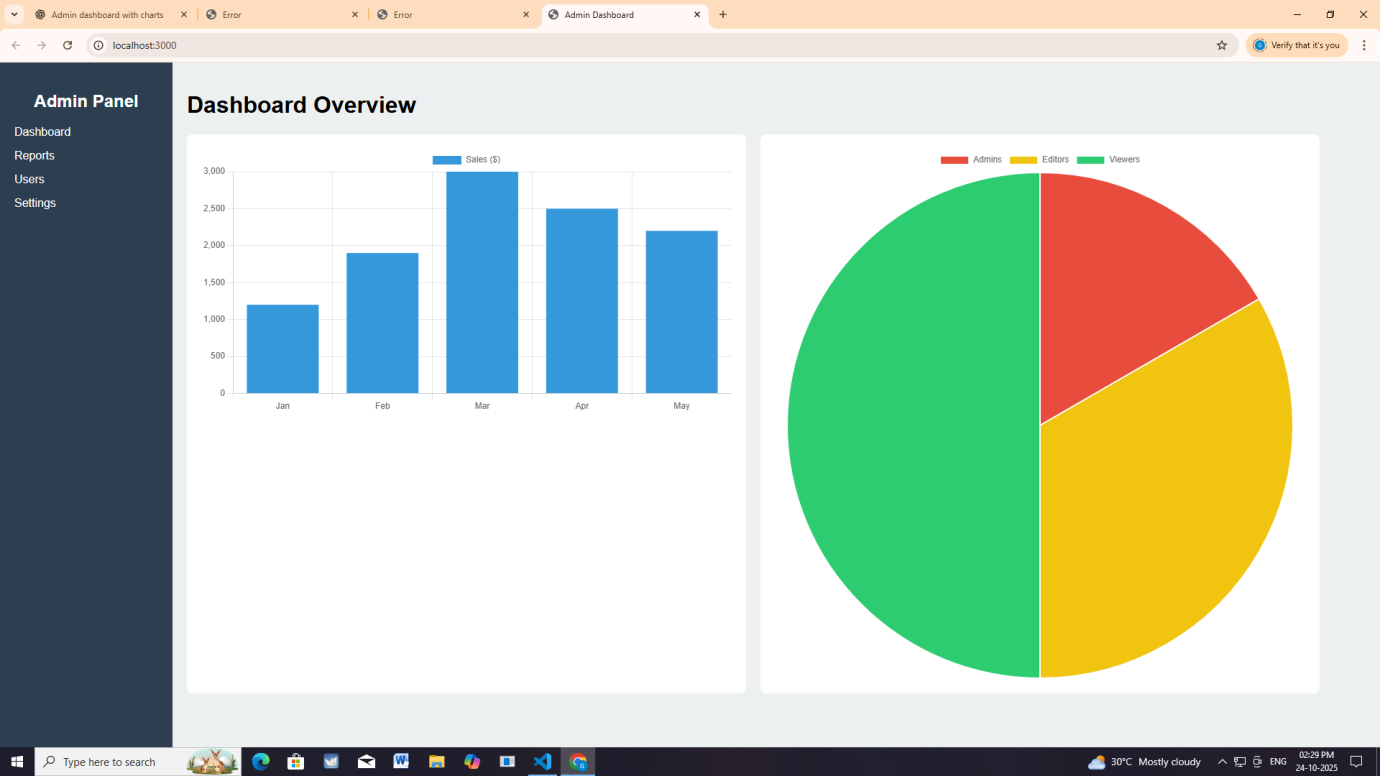 Admin dashboard with charts
Error
Error
Admin Dashboard
localhost:3000
Verify that it's you
Admin Panel
Dashboard
Reports
Users
Settings
Dashboard Overview
Sales ($)
3,000
2,500
2,000
1,500
1,000
500
0
Jan Feb Mar Apr May
Admins Editors Viewers
Type here to search
30°C Mostly cloudy
ENG
02:29 PM
24-10-2025